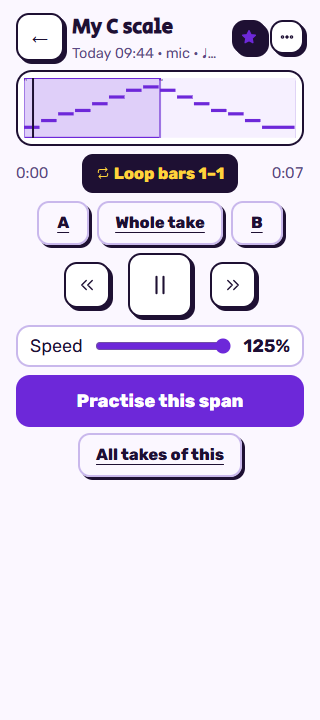 My C scale
Today 09:44 • mic • ♩…
0:00
Loop bars 1–1
0:07
A
Whole take
B
Speed
125%
Practise this span
All takes of this